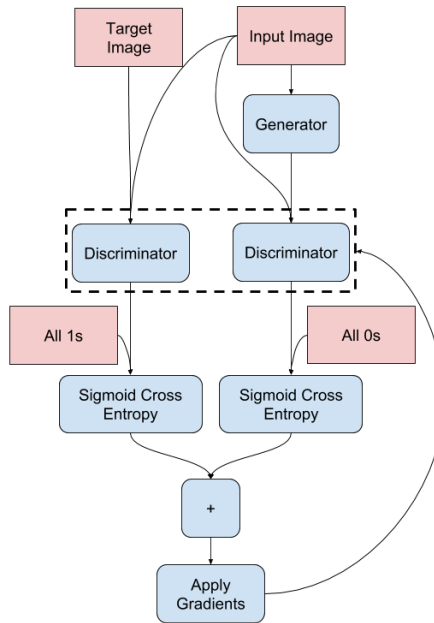 Target
Image
Input Image
Generator
Discriminator
Discriminator
All 1s
All 0s
Sigmoid Cross
Entropy
Sigmoid Cross
Entropy
+
Apply
Gradients